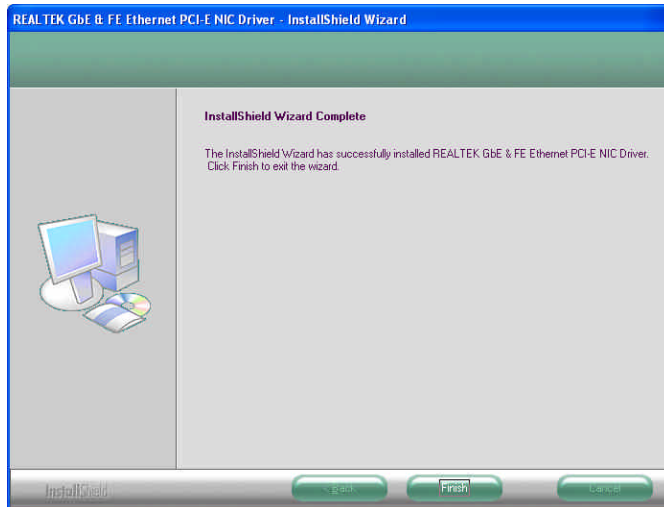 REALTEK GbE & FE Ethernet PCI-E NIC Driver - InstallShield Wizard
InstallShield Wizard Complete
The InstallShield Wizard has successfully installed REALTEK GbE & FE Ethernet PCI-E NIC Driver.
Click Finish to exit the wizard.
InstallShield
< Back
Finish
Cancel